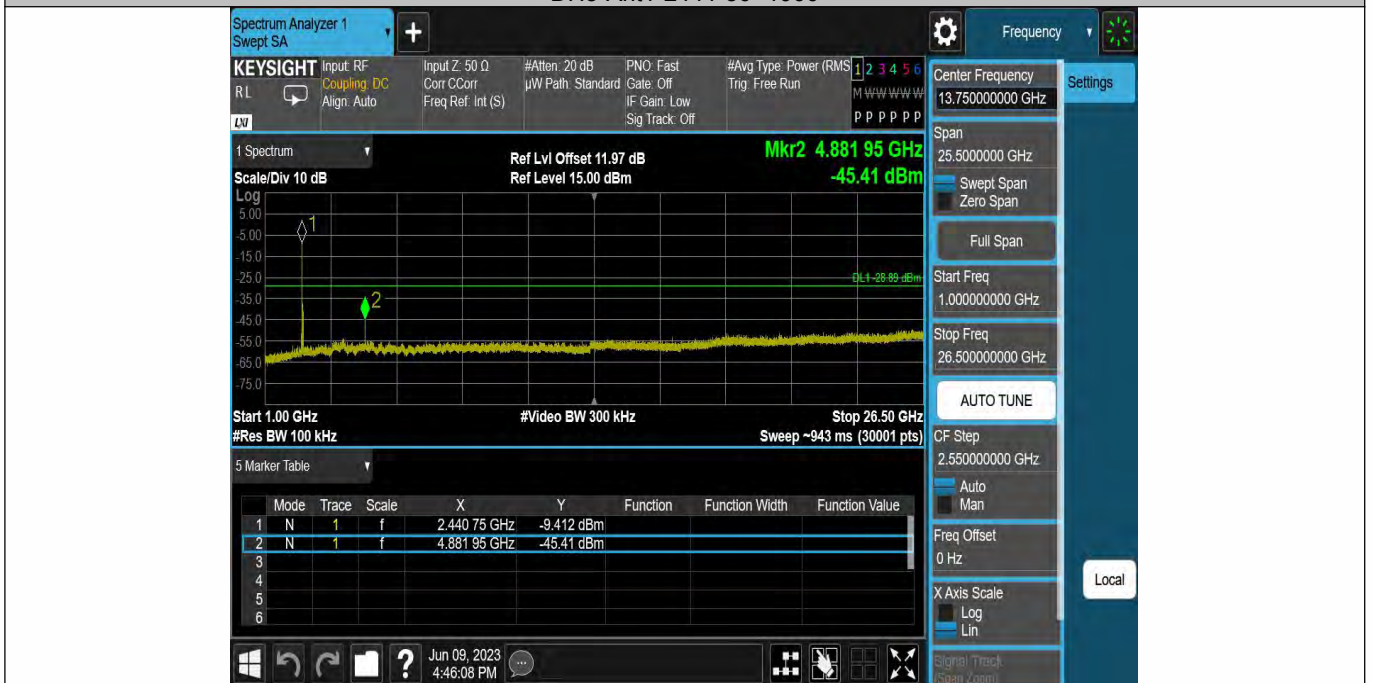 Spectrum Analyzer 1
Swept SA
+
Frequency
KEYSIGHT
Input: RF
Coupling: DC
Align: Auto
Input Z: 50 Ω
Corr CCorr
Freq Ref: Int (S)
#Atten: 20 dB
µW Path: Standard
PNO: Fast
Gate: Off
IF Gain: Low
Sig Track: Off
#Avg Type: Power (RMS
Trig: Free Run
1 2 3 4 5 6
M W W W W W
P P P P P P
RL
LXI
Center Frequency
13.750000000 GHz
Settings
Span
25.5000000 GHz
Swept Span
Zero Span
Full Span
Start Freq
1.000000000 GHz
Stop Freq
26.500000000 GHz
AUTO TUNE
CF Step
2.550000000 GHz
Auto
Man
Freq Offset
0 Hz
X Axis Scale
Log
Lin
Signal Track
(Span Zoom)
Local
1 Spectrum
Scale/Div 10 dB
Ref Lvl Offset 11.97 dB
Ref Level 15.00 dBm
Mkr2 4.881 95 GHz
-45.41 dBm
Log
5.00
-5.00
-15.0
-25.0
-35.0
-45.0
-55.0
-65.0
-75.0
1
2
DL1 -28.89 dBm
Start 1.00 GHz
#Res BW 100 kHz
#Video BW 300 kHz
Stop 26.50 GHz
Sweep ~943 ms (30001 pts)
5 Marker Table
Mode Trace Scale X Y Function Function Width Function Value
1 N 1 f 2.440 75 GHz -9.412 dBm
2 N 1 f 4.881 95 GHz -45.41 dBm
3
4
5
6
?
Jun 09, 2023
4:46:08 PM